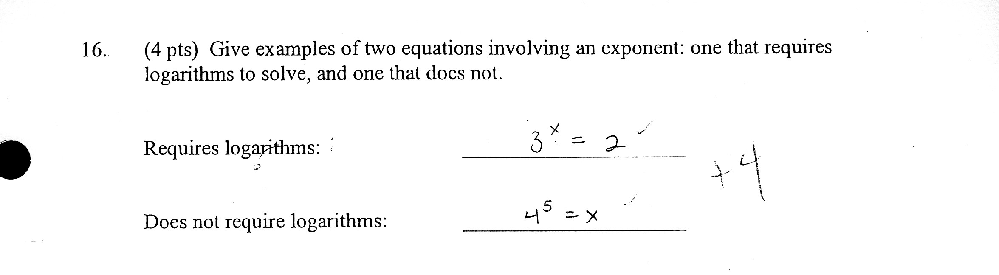 16. (4 pts) Give examples of two equations involving an exponent: one that requires
logarithms to solve, and one that does not.
Requires logarithms: 3^x = 2 ✓
+4
Does not require logarithms: 4^5 = x ✓